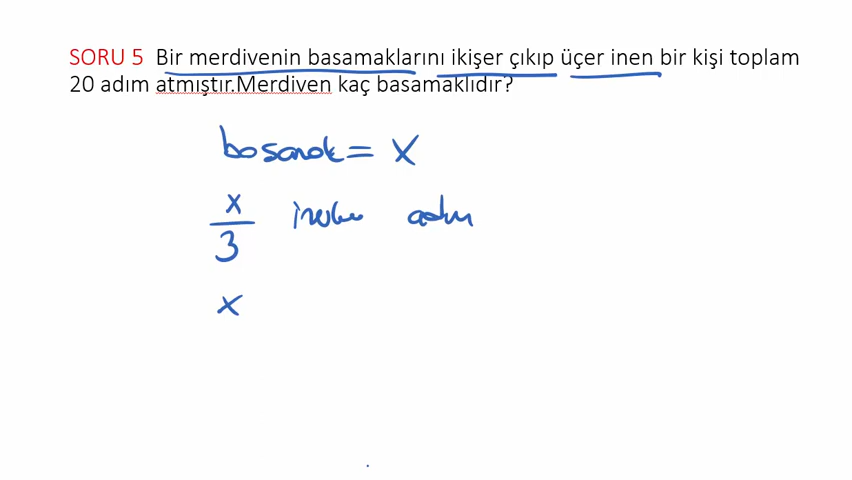 SORU 5 Bir merdivenin basamaklarını ikişer çıkıp üçer inen bir kişi toplam
20 adım atmıştır.Merdiven kaç basamaklıdır?
basamak = x
x/3 adım
x